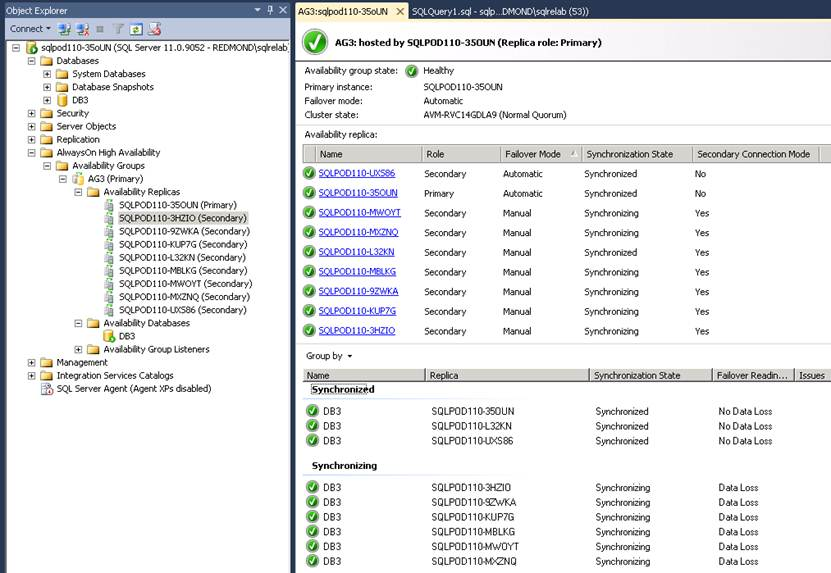 Object Explorer
Connect
sqlpod110-35oUN (SQL Server 11.0.9052 - REDMOND\sqlrelab)
Databases
System Databases
Database Snapshots
DB3
Security
Server Objects
Replication
AlwaysOn High Availability
Availability Groups
AG3 (Primary)
Availability Replicas
SQLPOD110-35OUN (Primary)
SQLPOD110-3HZIO (Secondary)
SQLPOD110-9ZWKA (Secondary)
SQLPOD110-KUP7G (Secondary)
SQLPOD110-L32KN (Secondary)
SQLPOD110-MBLKG (Secondary)
SQLPOD110-MWOYT (Secondary)
SQLPOD110-MXZNQ (Secondary)
SQLPOD110-UXS86 (Secondary)
Availability Databases
DB3
Availability Group Listeners
Management
Integration Services Catalogs
SQL Server Agent (Agent XPs disabled)
AG3:sqlpod110-35oUN SQLQuery1.sql - sqlp...DMOND\sqlrelab (53))
AG3: hosted by SQLPOD110-35OUN (Replica role: Primary)
Availability group state: Healthy
Primary instance: SQLPOD110-35OUN
Failover mode: Automatic
Cluster state: AVM-RVC14GDLA9 (Normal Quorum)
Availability replica:
Name Role Failover Mode Synchronization State Secondary Connection Mode
SQLPOD110-UXS86 Secondary Automatic Synchronized No
SQLPOD110-35OUN Primary Automatic Synchronized No
SQLPOD110-MWOYT Secondary Manual Synchronizing Yes
SQLPOD110-MXZNQ Secondary Manual Synchronizing Yes
SQLPOD110-L32KN Secondary Manual Synchronized Yes
SQLPOD110-MBLKG Secondary Manual Synchronizing Yes
SQLPOD110-9ZWKA Secondary Manual Synchronizing Yes
SQLPOD110-KUP7G Secondary Manual Synchronizing Yes
SQLPOD110-3HZIO Secondary Manual Synchronizing Yes
Group by
Name Replica Synchronization State Failover Readin... Issues
Synchronized
DB3 SQLPOD110-35OUN Synchronized No Data Loss
DB3 SQLPOD110-L32KN Synchronized No Data Loss
DB3 SQLPOD110-UXS86 Synchronized No Data Loss
Synchronizing
DB3 SQLPOD110-3HZIO Synchronizing Data Loss
DB3 SQLPOD110-9ZWKA Synchronizing Data Loss
DB3 SQLPOD110-KUP7G Synchronizing Data Loss
DB3 SQLPOD110-MBLKG Synchronizing Data Loss
DB3 SQLPOD110-MWOYT Synchronizing Data Loss
DB3 SQLPOD110-MXZNQ Synchronizing Data Loss